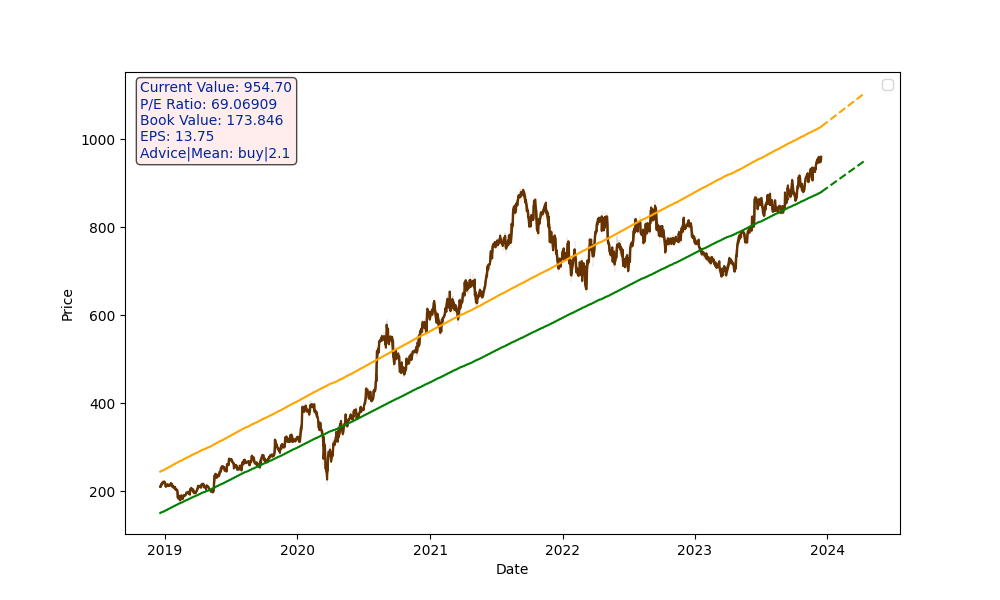 Current Value: 954.70
P/E Ratio: 69.06909
Book Value: 173.846
EPS: 13.75
Advice|Mean: buy|2.1
1000
800
600
400
200
Price
2019 2020 2021 2022 2023 2024
Date